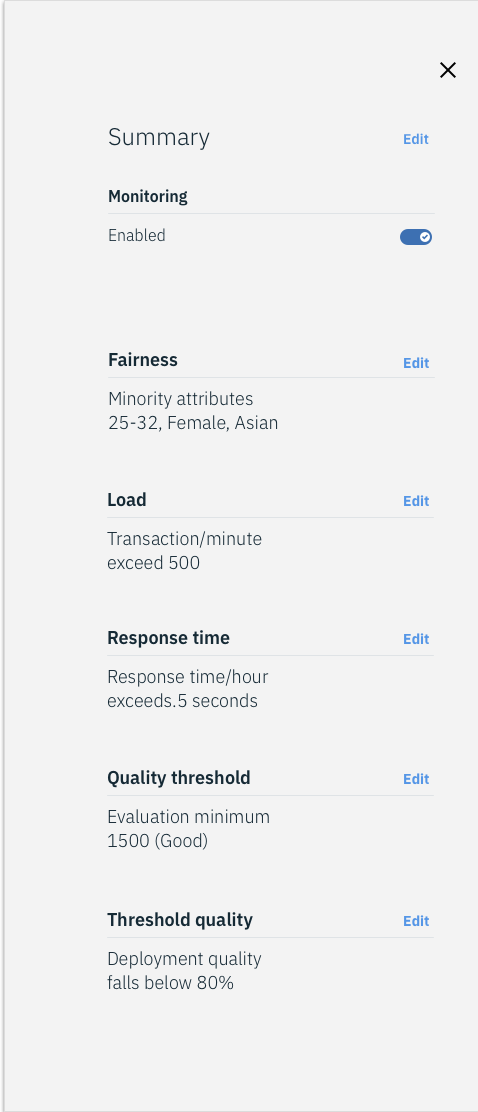 Summary Edit
Monitoring
Enabled
Fairness Edit
Minority attributes
25-32, Female, Asian
Load Edit
Transaction/minute
exceed 500
Response time Edit
Response time/hour
exceeds.5 seconds
Quality threshold Edit
Evaluation minimum
1500 (Good)
Threshold quality Edit
Deployment quality
falls below 80%